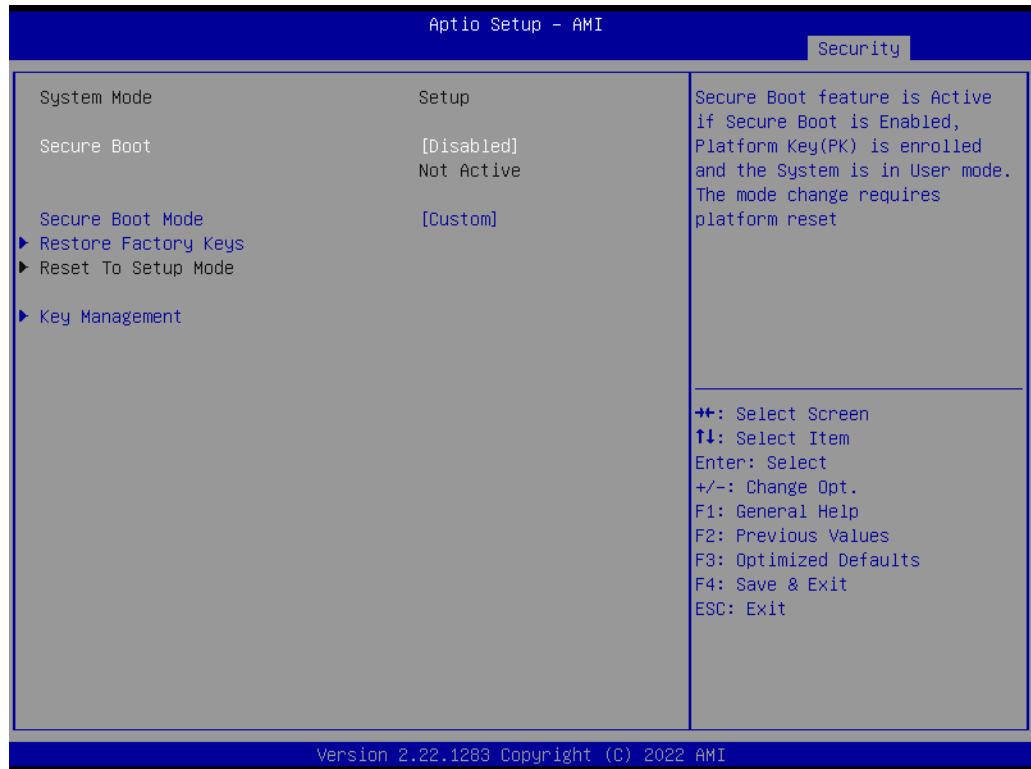 Aptio Setup – AMI
Security
System Mode Setup
Secure Boot [Disabled]
Not Active
Secure Boot Mode [Custom]
Restore Factory Keys
Reset To Setup Mode
Key Management
Secure Boot feature is Active
if Secure Boot is Enabled,
Platform Key(PK) is enrolled
and the System is in User mode.
The mode change requires
platform reset
→←: Select Screen
↑↓: Select Item
Enter: Select
+/-: Change Opt.
F1: General Help
F2: Previous Values
F3: Optimized Defaults
F4: Save & Exit
ESC: Exit
Version 2.22.1283 Copyright (C) 2022 AMI